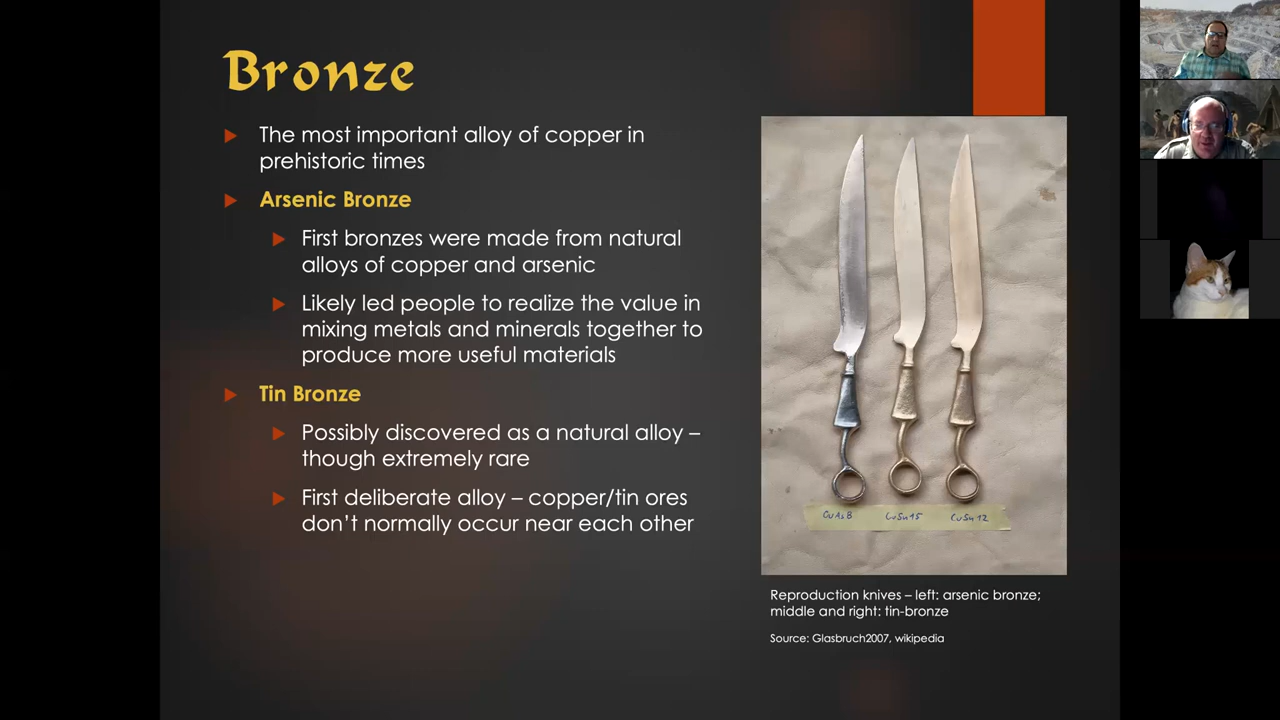 Bronze
The most important alloy of copper in
prehistoric times
Arsenic Bronze
First bronzes were made from natural
alloys of copper and arsenic
Likely led people to realize the value in
mixing metals and minerals together to
produce more useful materials
Tin Bronze
Possibly discovered as a natural alloy –
though extremely rare
First deliberate alloy – copper/tin ores
don't normally occur near each other
CuAs8 CuSn15 CuSn12
Reproduction knives – left: arsenic bronze;
middle and right: tin-bronze
Source: Glasbruch2007, wikipedia